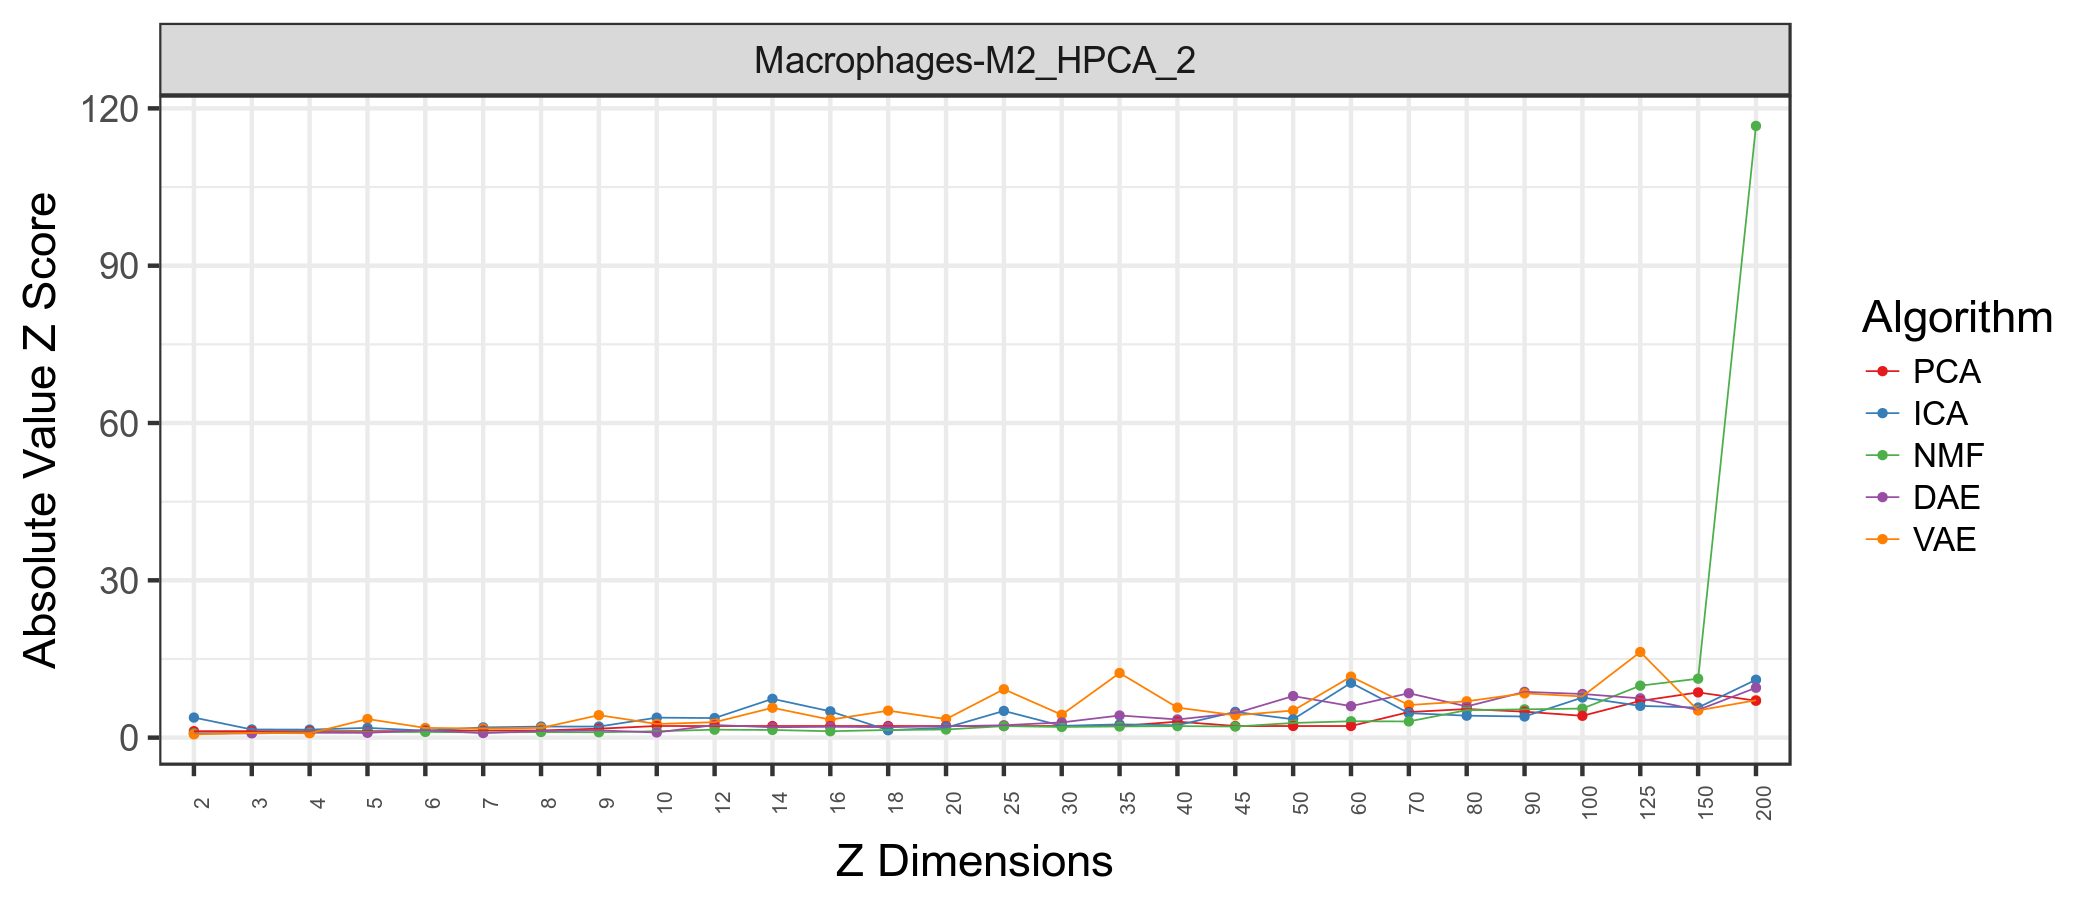 Macrophages-M2_HPCA_2
120
90
60
30
0
Absolute Value Z Score
2 3 4 5 6 7 8 9 10 12 14 16 18 20 25 30 35 40 45 50 60 70 80 90 100 125 150 200
Z Dimensions
Algorithm
PCA
ICA
NMF
DAE
VAE